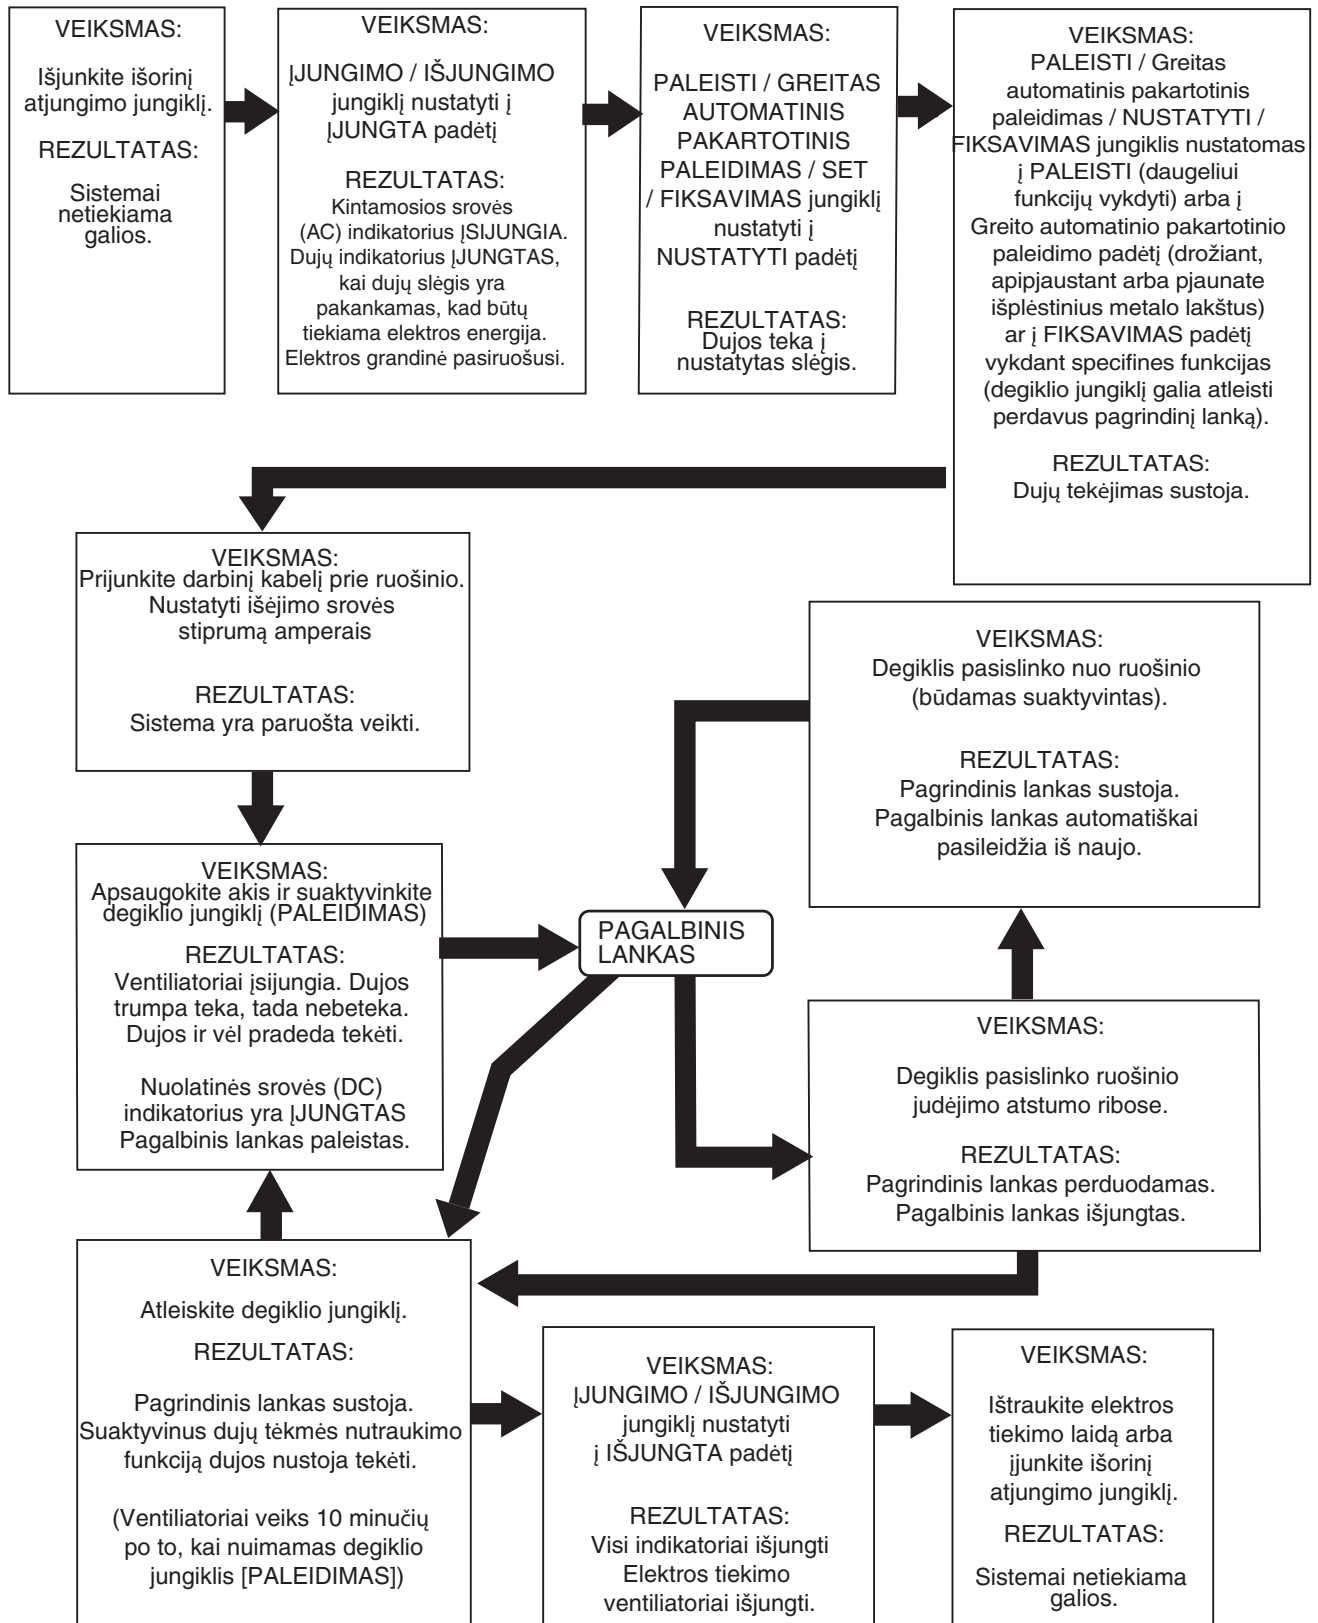 VEIKSMAS:
Išjunkite išorinį
atjungimo jungiklį.
REZULTATAS:
Sistemai
netiekiama
galios.
VEIKSMAS:
ĮJUNGIMO / IŠJUNGIMO
jungiklį nustatyti į
ĮJUNGTA padėtį
REZULTATAS:
Kintamosios srovės
(AC) indikatorius ĮSIJUNGIA.
Dujų indikatorius ĮJUNGTAS,
kai dujų slėgis yra
pakankamas, kad būtų
tiekiama elektros energija.
Elektros grandinė pasiruošusi.
VEIKSMAS:
PALEISTI / GREITAS
AUTOMATINIS
PAKARTOTINIS
PALEIDIMAS / SET
/ FIKSAVIMAS jungiklį
nustatyti į
NUSTATYTI padėtį
REZULTATAS:
Dujos teka į
nustatytas slėgis.
VEIKSMAS:
PALEISTI / Greitas
automatinis pakartotinis
paleidimas / NUSTATYTI /
FIKSAVIMAS jungiklis nustatomas
į PALEISTI (daugeliui
funkcijų vykdyti) arba į
Greito automatinio pakartotinio
paleidimo padėtį (drožiant,
apipjaustant arba pjaunate
išplėstinius metalo lakštus)
ar į FIKSAVIMAS padėtį
vykdant specifines funkcijas
(degiklio jungiklį galia atleisti
perdavus pagrindinį lanką).
REZULTATAS:
Dujų tekėjimas sustoja.
VEIKSMAS:
Prijunkite darbinį kabelį prie ruošinio.
Nustatyti išėjimo srovės
stiprumą amperais
REZULTATAS:
Sistema yra paruošta veikti.
VEIKSMAS:
Degiklis pasislinko nuo ruošinio
(būdamas suaktyvintas).
REZULTATAS:
Pagrindinis lankas sustoja.
Pagalbinis lankas automatiškai
pasileidžia iš naujo.
VEIKSMAS:
Apsaugokite akis ir suaktyvinkite
degiklio jungiklį (PALEIDIMAS)
REZULTATAS:
Ventiliatoriai įsijungia. Dujos
trumpa teka, tada nebeteka.
Dujos ir vėl pradeda tekėti.
Nuolatinės srovės (DC)
indikatorius yra ĮJUNGTAS
Pagalbinis lankas paleistas.
PAGALBINIS
LANKAS
VEIKSMAS:
Degiklis pasislinko ruošinio
judėjimo atstumo ribose.
REZULTATAS:
Pagrindinis lankas perduodamas.
Pagalbinis lankas išjungtas.
VEIKSMAS:
Atleiskite degiklio jungiklį.
REZULTATAS:
Pagrindinis lankas sustoja.
Suaktyvinus dujų tėkmės nutraukimo
funkciją dujos nustoja tekėti.
(Ventiliatoriai veiks 10 minučių
po to, kai nuimamas degiklio
jungiklis [PALEIDIMAS])
VEIKSMAS:
ĮJUNGIMO / IŠJUNGIMO
jungiklį nustatyti
į IŠJUNGTA padėtį
REZULTATAS:
Visi indikatoriai išjungti
Elektros tiekimo
ventiliatoriai išjungti.
VEIKSMAS:
Ištraukite elektros
tiekimo laidą arba
įjunkite išorinį
atjungimo jungiklį.
REZULTATAS:
Sistemai netiekiama
galios.